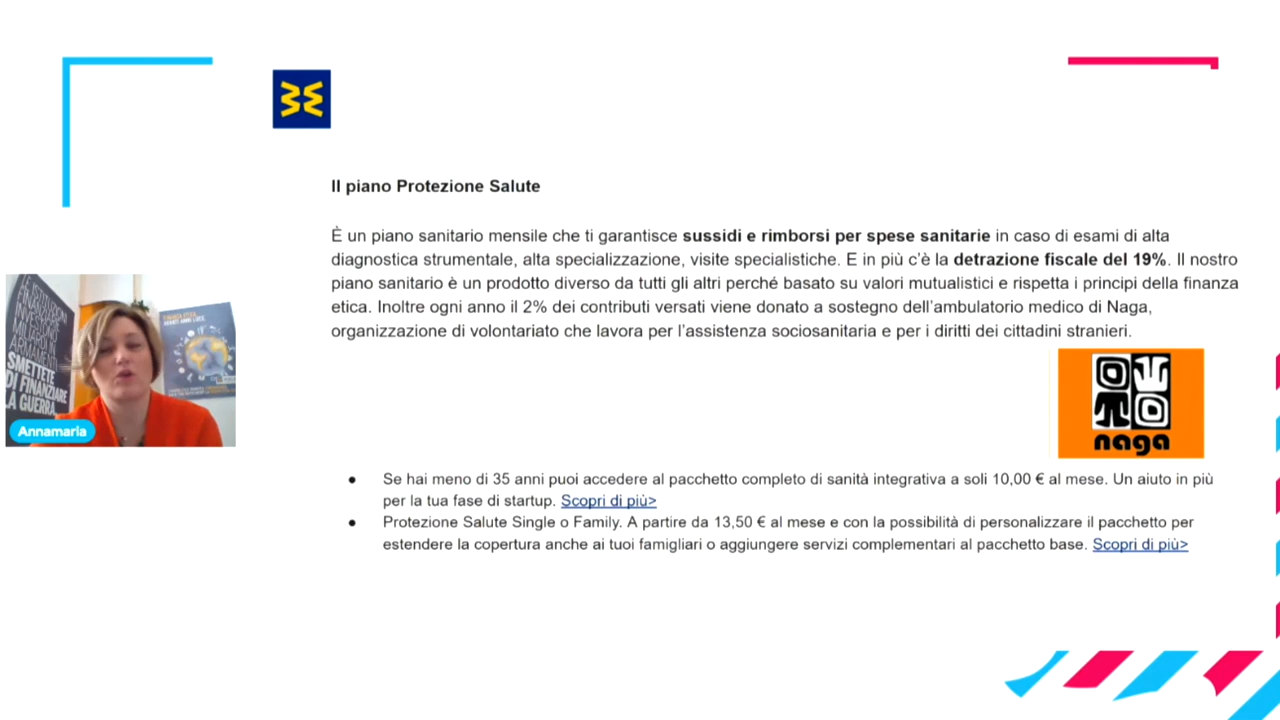 Il piano Protezione Salute
È un piano sanitario mensile che ti garantisce sussidi e rimborsi per spese sanitarie in caso di esami di alta
diagnostica strumentale, alta specializzazione, visite specialistiche. E in più c'è la detrazione fiscale del 19%. Il nostro
piano sanitario è un prodotto diverso da tutti gli altri perché basato su valori mutualistici e rispetta i principi della finanza
etica. Inoltre ogni anno il 2% dei contributi versati viene donato a sostegno dell'ambulatorio medico di Naga,
organizzazione di volontariato che lavora per l'assistenza sociosanitaria e per i diritti dei cittadini stranieri.
naga
● Se hai meno di 35 anni puoi accedere al pacchetto completo di sanità integrativa a soli 10,00 € al mese. Un aiuto in più
per la tua fase di startup. Scopri di più>
● Protezione Salute Single o Family. A partire da 13,50 € al mese e con la possibilità di personalizzare il pacchetto per
estendere la copertura anche ai tuoi famigliari o aggiungere servizi complementari al pacchetto base. Scopri di più>
SMETTETE
DI FINANZIARE
LA GUERRA
Annamaria